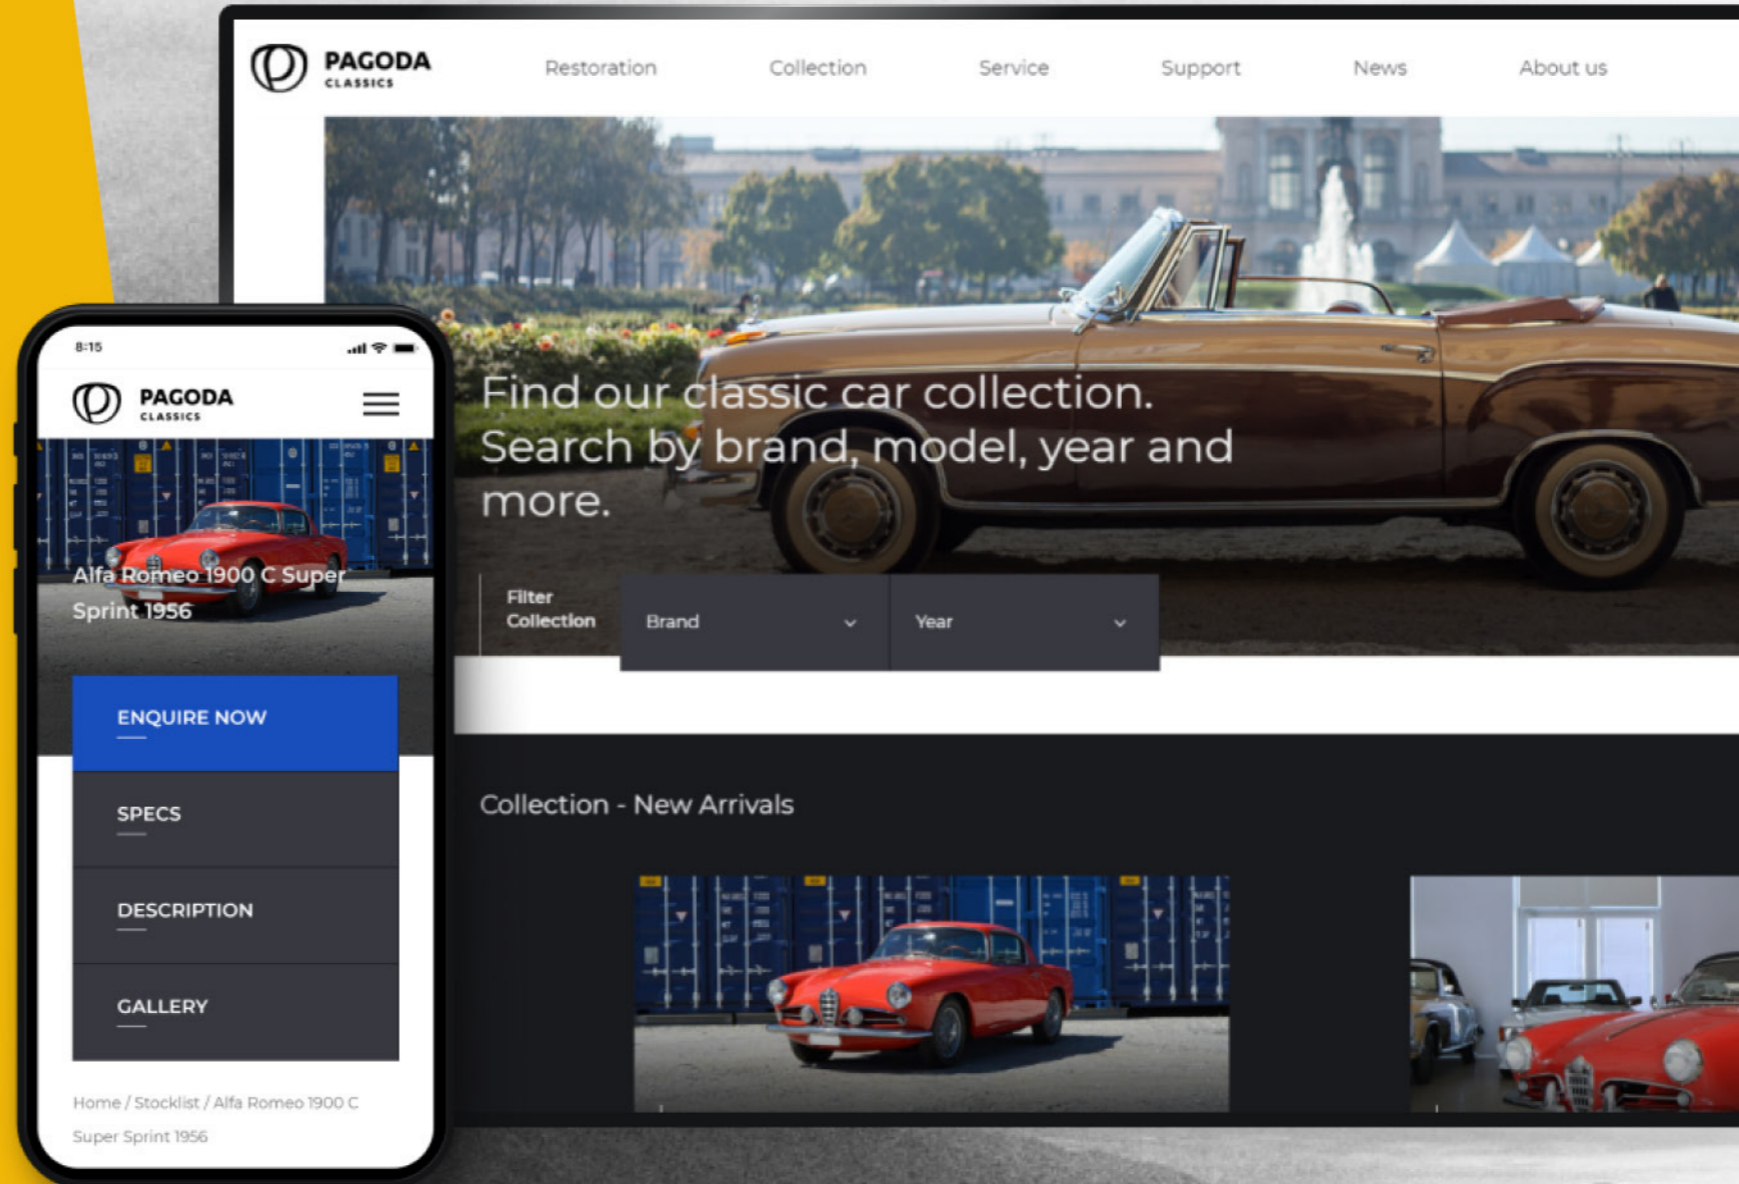 PAGODA
CLASSICS
Restoration
Collection
Service
Support
News
About us
Find our classic car collection.
Search by brand, model, year and
more.
Filter
Collection
Brand
Year
Collection - New Arrivals
8:15
PAGODA
CLASSICS
Alfa Romeo 1900 C Super
Sprint 1956
ENQUIRE NOW
SPECS
DESCRIPTION
GALLERY
Home / Stocklist / Alfa Romeo 1900 C
Super Sprint 1956